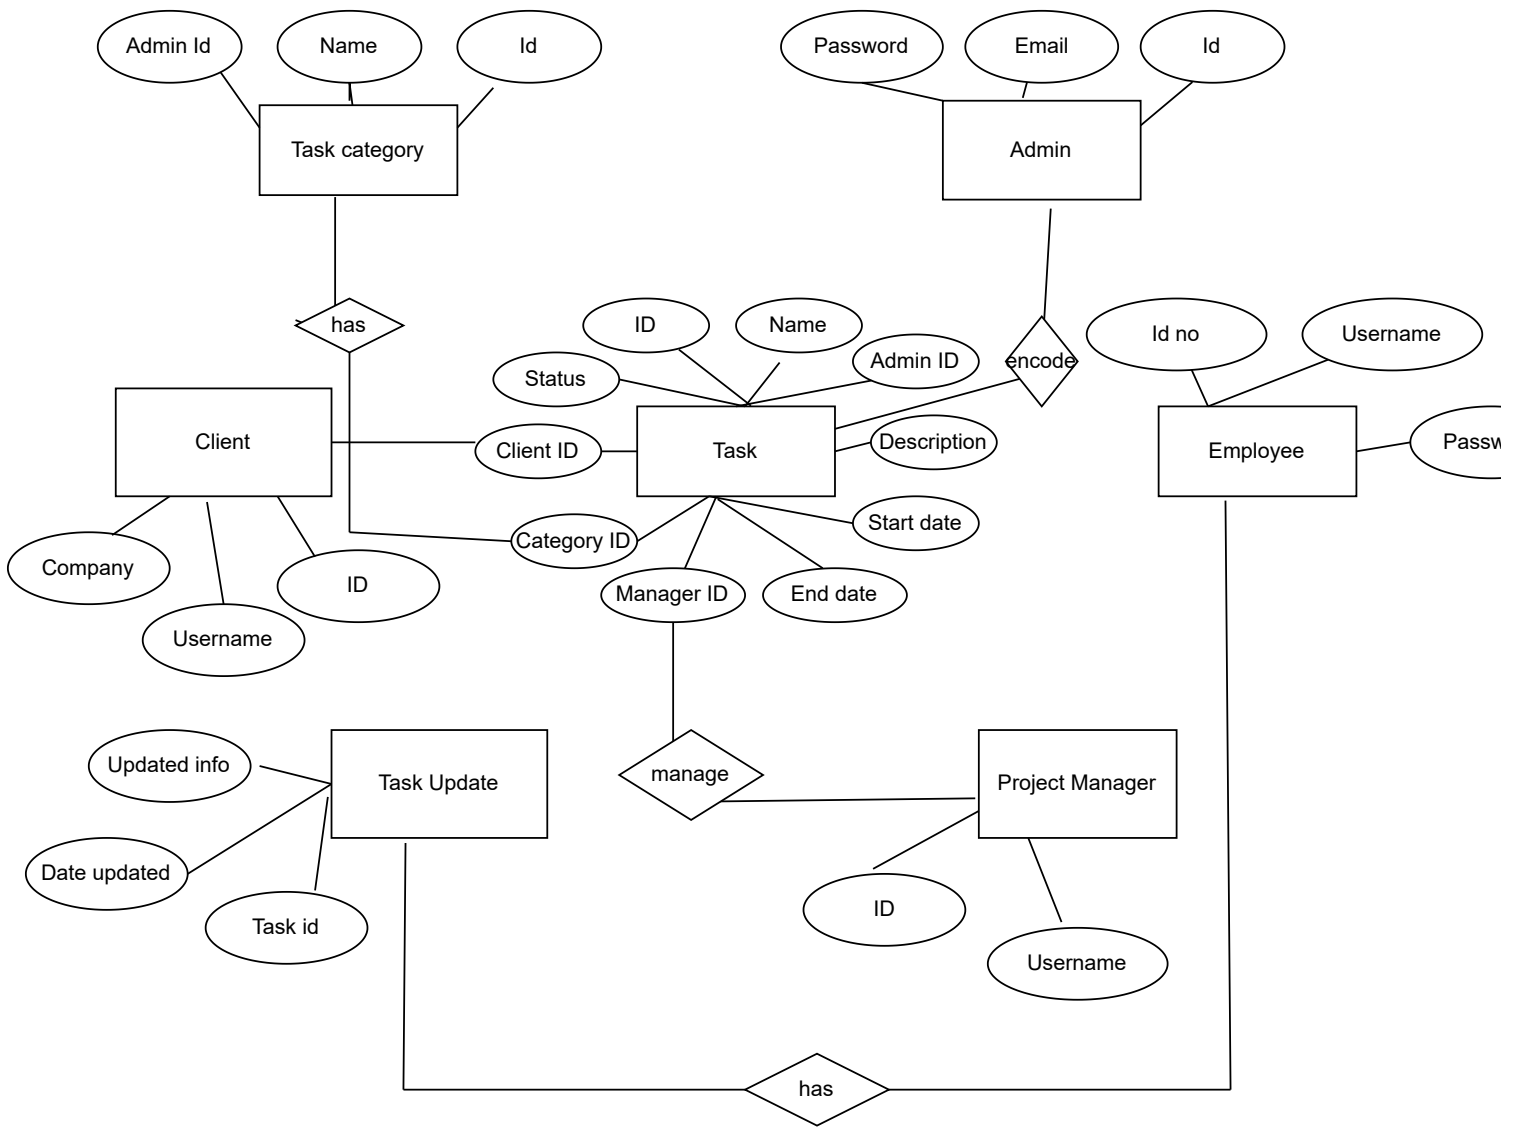 Admin Id
Name
Id
Password
Email
Id
Task category
Admin
has
ID
Name
Id no
Username
Status
Admin ID
encode
Client
Client ID
Task
Description
Employee
Passw
Category ID
Start date
Company
ID
Manager ID
End date
Username
Updated info
Task Update
manage
Project Manager
Date updated
Task id
ID
Username
has